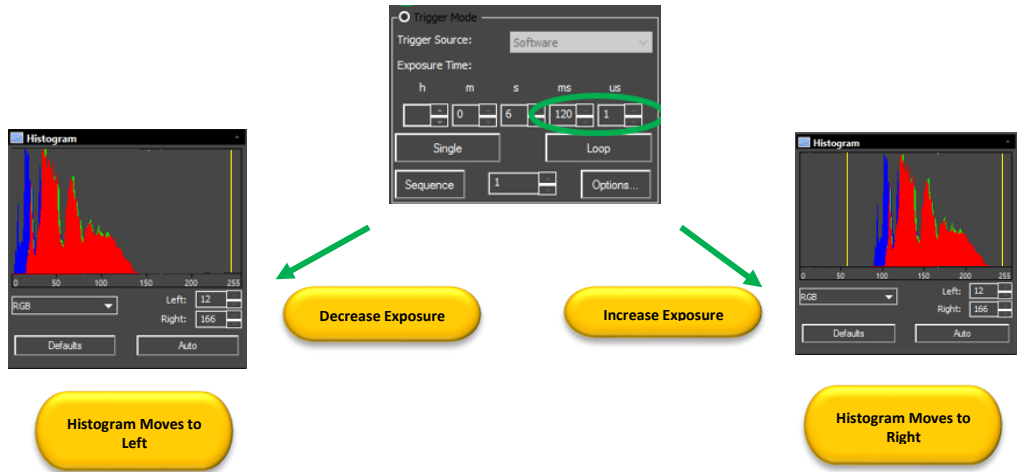 Trigger Mode
Trigger Source: Software
Exposure Time:
h m s ms us
0 6 120 1
Single Loop
Sequence 1 Options...
Histogram
0 50 100 150 200 255
RGB Left: 12
Right: 166
Defaults Auto
Histogram
0 50 100 150 200 255
RGB Left: 12
Right: 166
Defaults Auto
Decrease Exposure
Increase Exposure
Histogram Moves to
Left
Histogram Moves to
Right